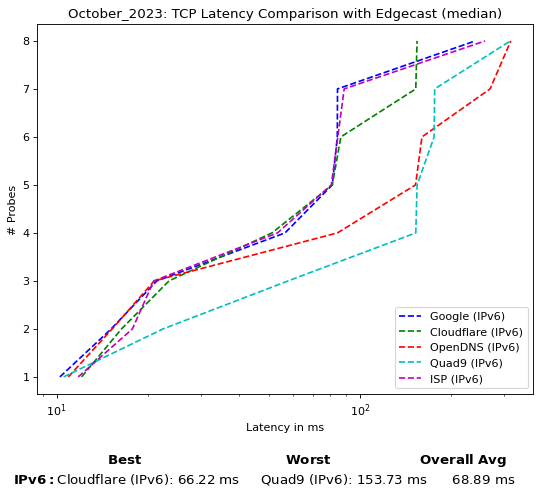 October_2023: TCP Latency Comparison with Edgecast (median)
8
7
6
5
4
3
2
1
# Probes
Google (IPv6)
Cloudflare (IPv6)
OpenDNS (IPv6)
Quad9 (IPv6)
ISP (IPv6)
10¹ 10²
Latency in ms
Best Worst Overall Avg
IPv6: Cloudflare (IPv6): 66.22 ms Quad9 (IPv6): 153.73 ms 68.89 ms